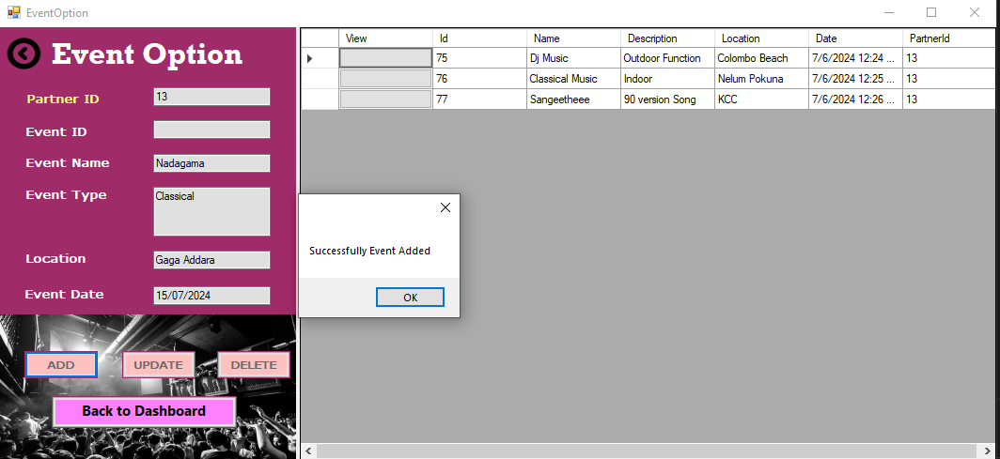 EventOption
Event Option
Partner ID 13
Event ID
Event Name Nadagama
Event Type Classical
Location Gaga Addara
Event Date 15/07/2024
ADD UPDATE DELETE
Back to Dashboard
View Id Name Description Location Date PartnerId
75 Dj Music Outdoor Function Colombo Beach 7/6/2024 12:24 ... 13
76 Classical Music Indoor Nelum Pokuna 7/6/2024 12:25 ... 13
77 Sangeetheee 90 version Song KCC 7/6/2024 12:26 ... 13
Successfully Event Added
OK